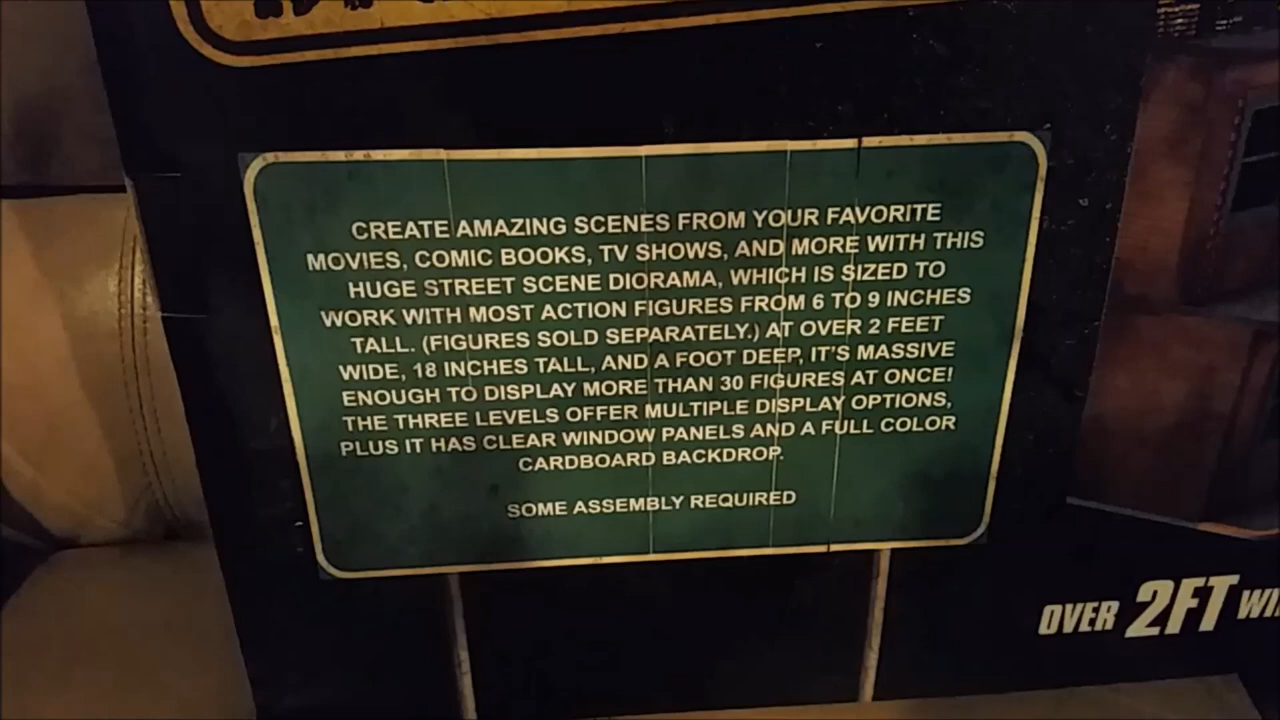 CREATE AMAZING SCENES FROM YOUR FAVORITE
MOVIES, COMIC BOOKS, TV SHOWS, AND MORE WITH THIS
HUGE STREET SCENE DIORAMA, WHICH IS SIZED TO
WORK WITH MOST ACTION FIGURES FROM 6 TO 9 INCHES
TALL. (FIGURES SOLD SEPARATELY.) AT OVER 2 FEET
WIDE, 18 INCHES TALL, AND A FOOT DEEP, IT'S MASSIVE
ENOUGH TO DISPLAY MORE THAN 30 FIGURES AT ONCE!
THE THREE LEVELS OFFER MULTIPLE DISPLAY OPTIONS,
PLUS IT HAS CLEAR WINDOW PANELS AND A FULL COLOR
CARDBOARD BACKDROP.
SOME ASSEMBLY REQUIRED
OVER 2FT